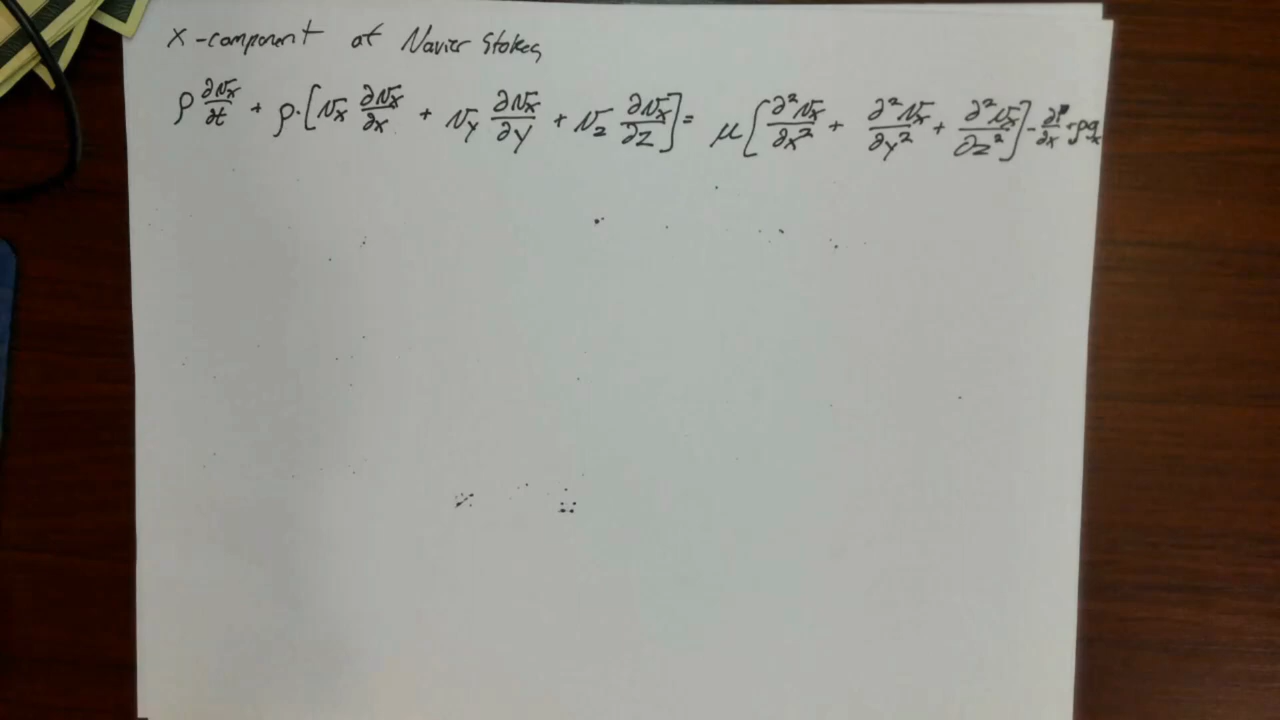 x-component of Navier Stokes
ρ ∂Vx/∂t + ρ·[Vx ∂Vx/∂x + Vy ∂Vx/∂y + Vz ∂Vx/∂z] = μ[∂²Vx/∂x² + ∂²Vx/∂y² + ∂²Vx/∂z²] - ∂P/∂x + ρgx